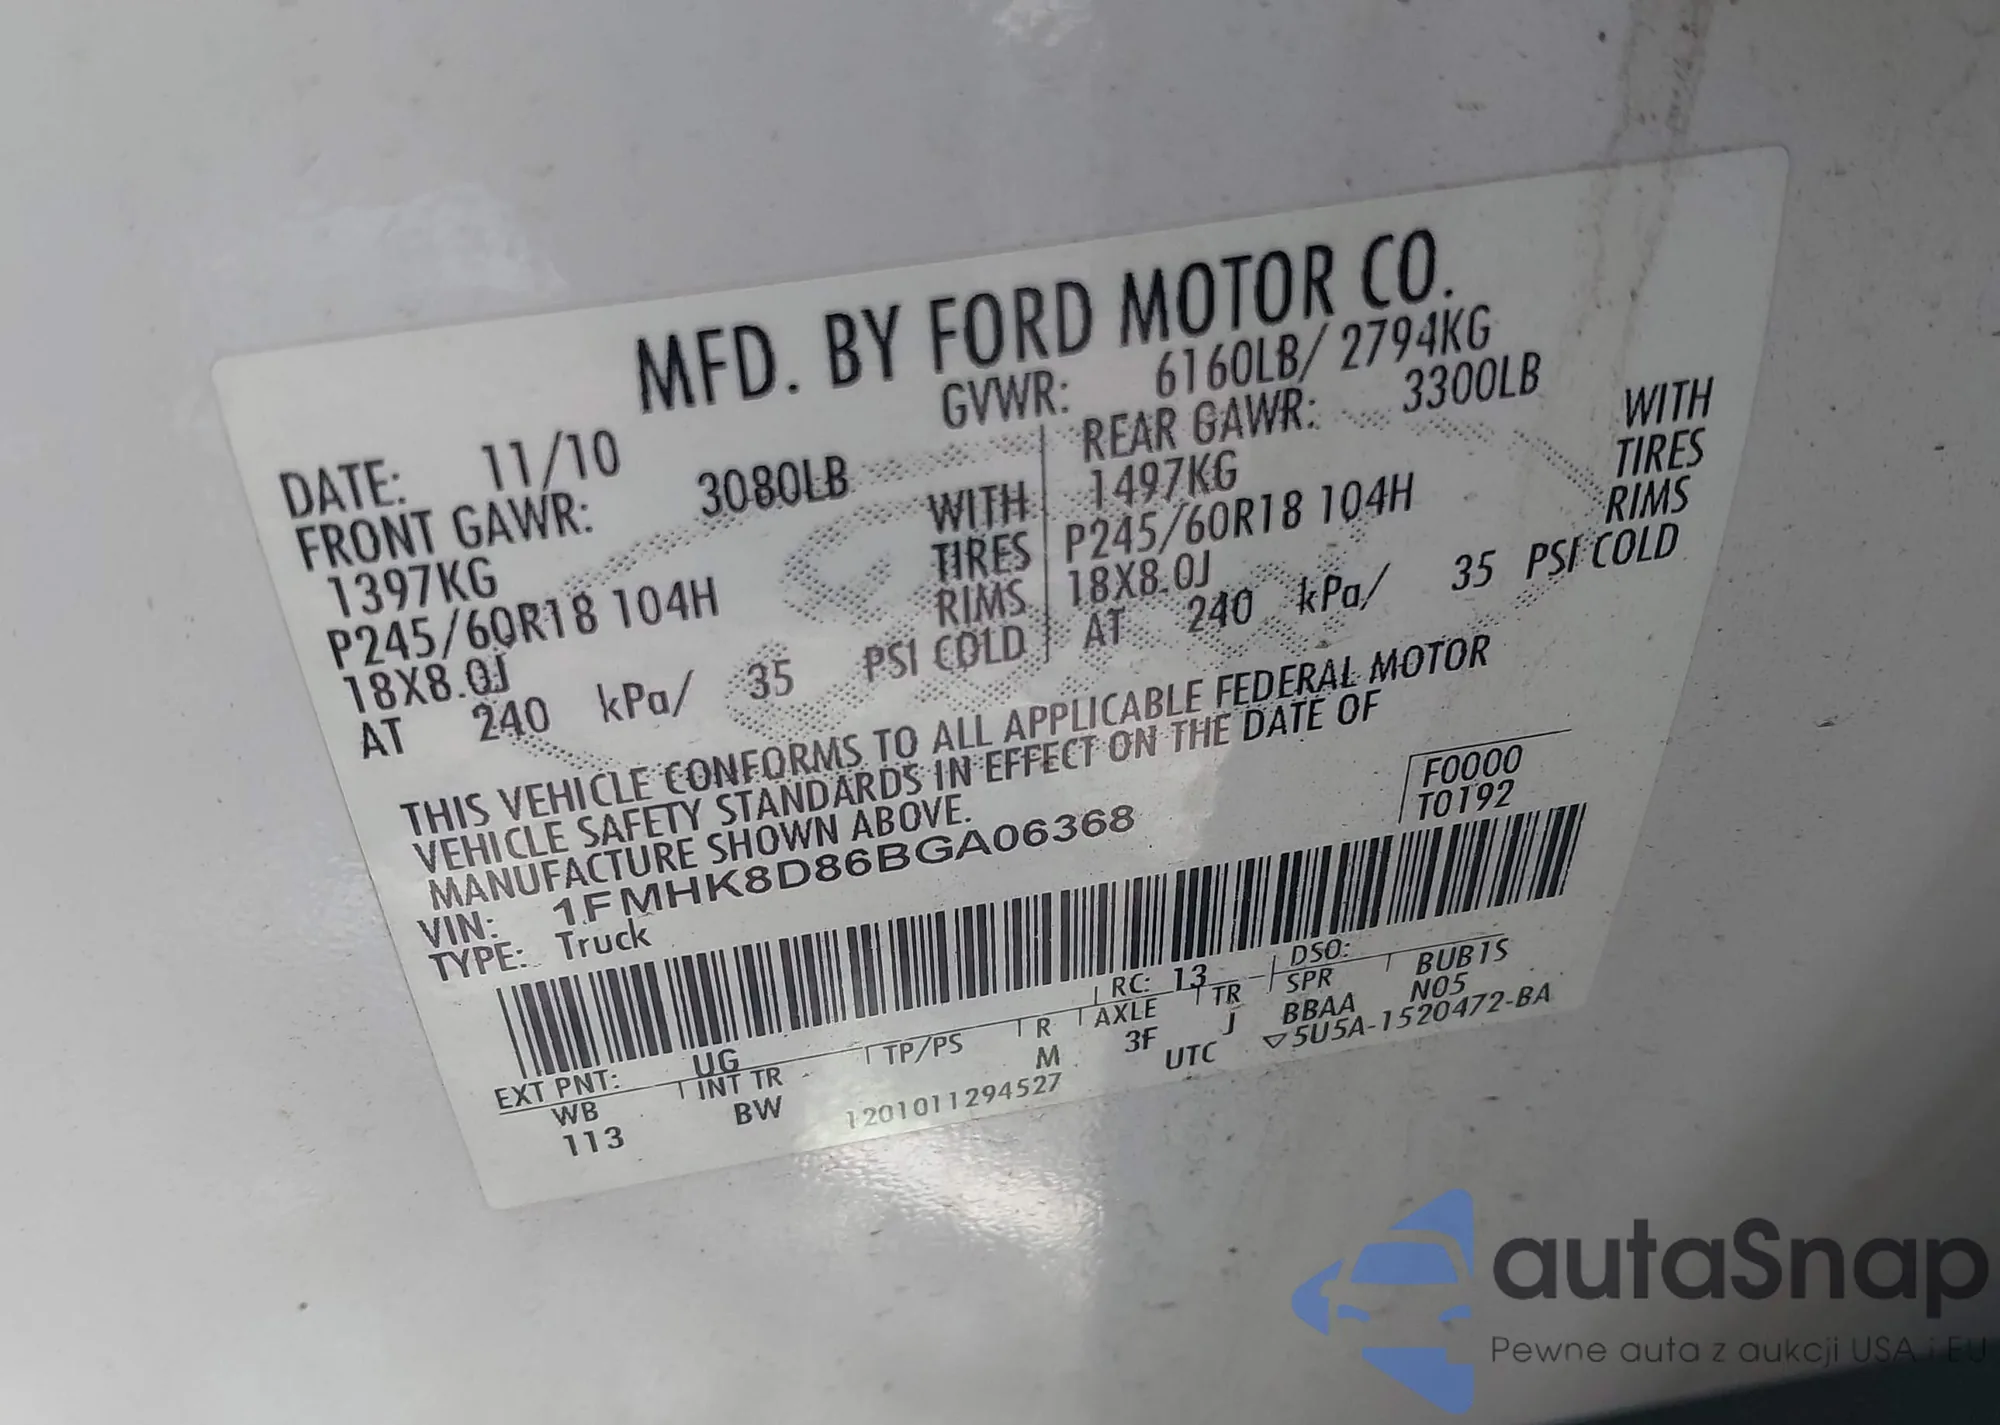 MFD. BY FORD MOTOR CO.
DATE: 11/10 GVWR: 6160LB/ 2794KG
FRONT GAWR: 3080LB REAR GAWR: 3300LB
1397KG WITH 1497KG WITH
P245/60R18 104H TIRES P245/60R18 104H TIRES
18X8.0J RIMS 18X8.0J RIMS
AT 240 kPa/ 35 PSI COLD AT 240 kPa/ 35 PSI COLD
THIS VEHICLE CONFORMS TO ALL APPLICABLE FEDERAL MOTOR
VEHICLE SAFETY STANDARDS IN EFFECT ON THE DATE OF
MANUFACTURE SHOWN ABOVE.
F0000
T0192
VIN: 1FMHK8D86BGA06368
TYPE: Truck
EXT PNT: UG RC: 13 DSO:
WB INT TR TP/PS R AXLE TR SPR BUB1S
113 BW M 3F J BBAA N05
1201011294527 UTC ▽5U5A-1520472-BA
autaSnap
Pewne auta z aukcji USA i EU